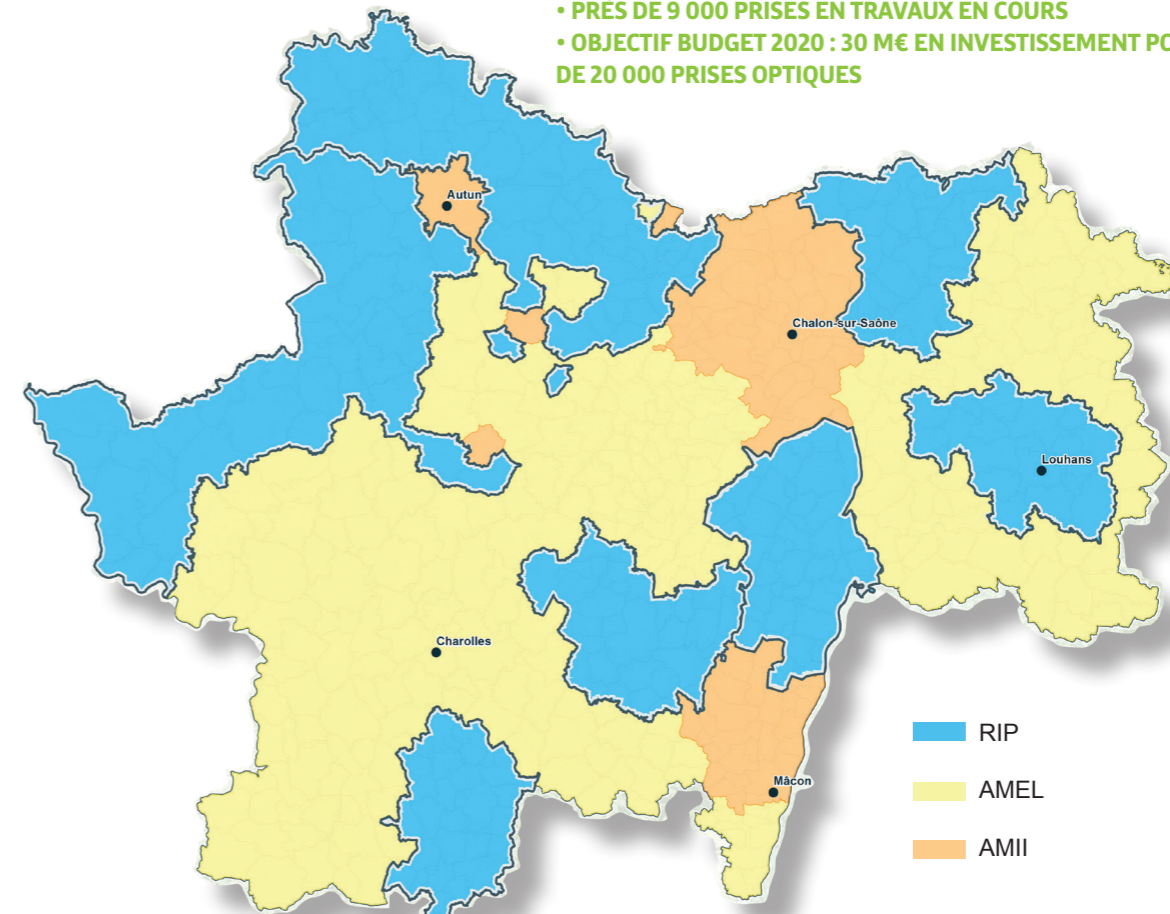 • PRÈS DE 9 000 PRISES EN TRAVAUX EN COURS
• OBJECTIF BUDGET 2020 : 30 M€ EN INVESTISSEMENT
DE 20 000 PRISES OPTIQUES
Autun
Chalon-sur-Saône
Louhans
Charolles
Mâcon
RIP
AMEL
AMII